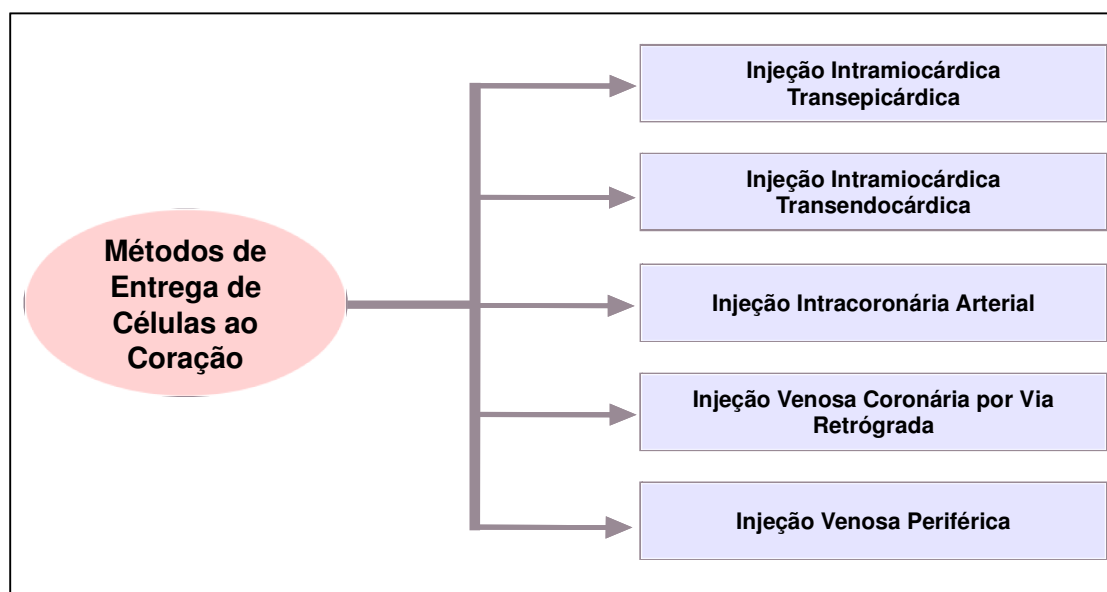 Métodos de
Entrega de
Células ao
Coração
Injeção Intramiocárdica
Transepicárdica
Injeção Intramiocárdica
Transendocárdica
Injeção Intracoronária Arterial
Injeção Venosa Coronária por Via
Retrógrada
Injeção Venosa Periférica